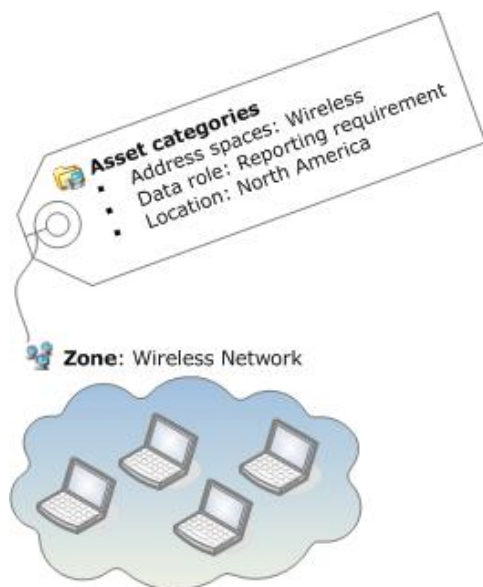 Asset categories
▪ Address spaces: Wireless
▪ Data role: Reporting requirement
▪ Location: North America
Zone: Wireless Network